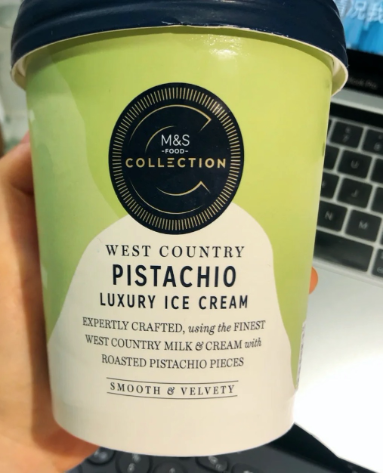 M&S
-FOOD-
COLLECTION
WEST COUNTRY
PISTACHIO
LUXURY ICE CREAM
EXPERTLY CRAFTED, using the FINEST
WEST COUNTRY MILK & CREAM with
ROASTED PISTACHIO PIECES
SMOOTH & VELVETY